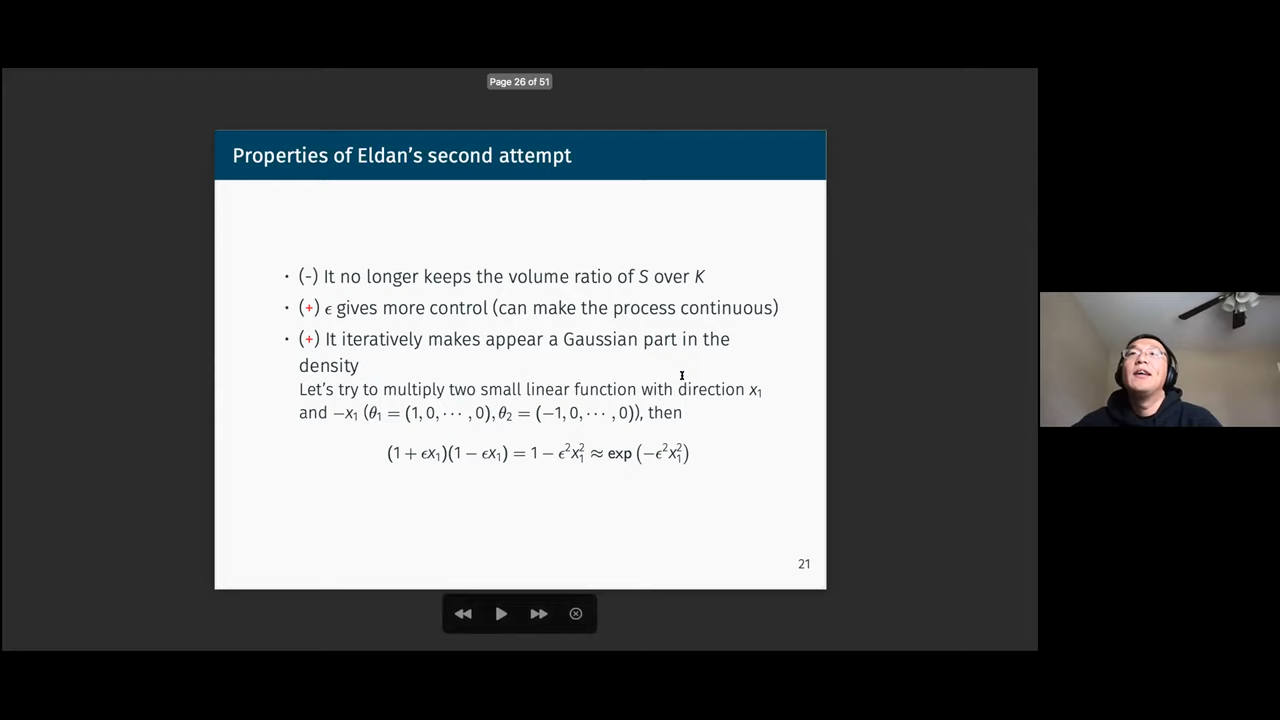 Page 26 of 51
Properties of Eldan's second attempt
• (-) It no longer keeps the volume ratio of S over K
• (+) ϵ gives more control (can make the process continuous)
• (+) It iteratively makes appear a Gaussian part in the
density
Let's try to multiply two small linear function with direction x₁
and −x₁ (θ₁ = (1, 0, ⋯ , 0), θ₂ = (−1, 0, ⋯ , 0)), then
(1 + ϵx₁)(1 − ϵx₁) = 1 − ϵ²x₁² ≈ exp (−ϵ²x₁²)
21